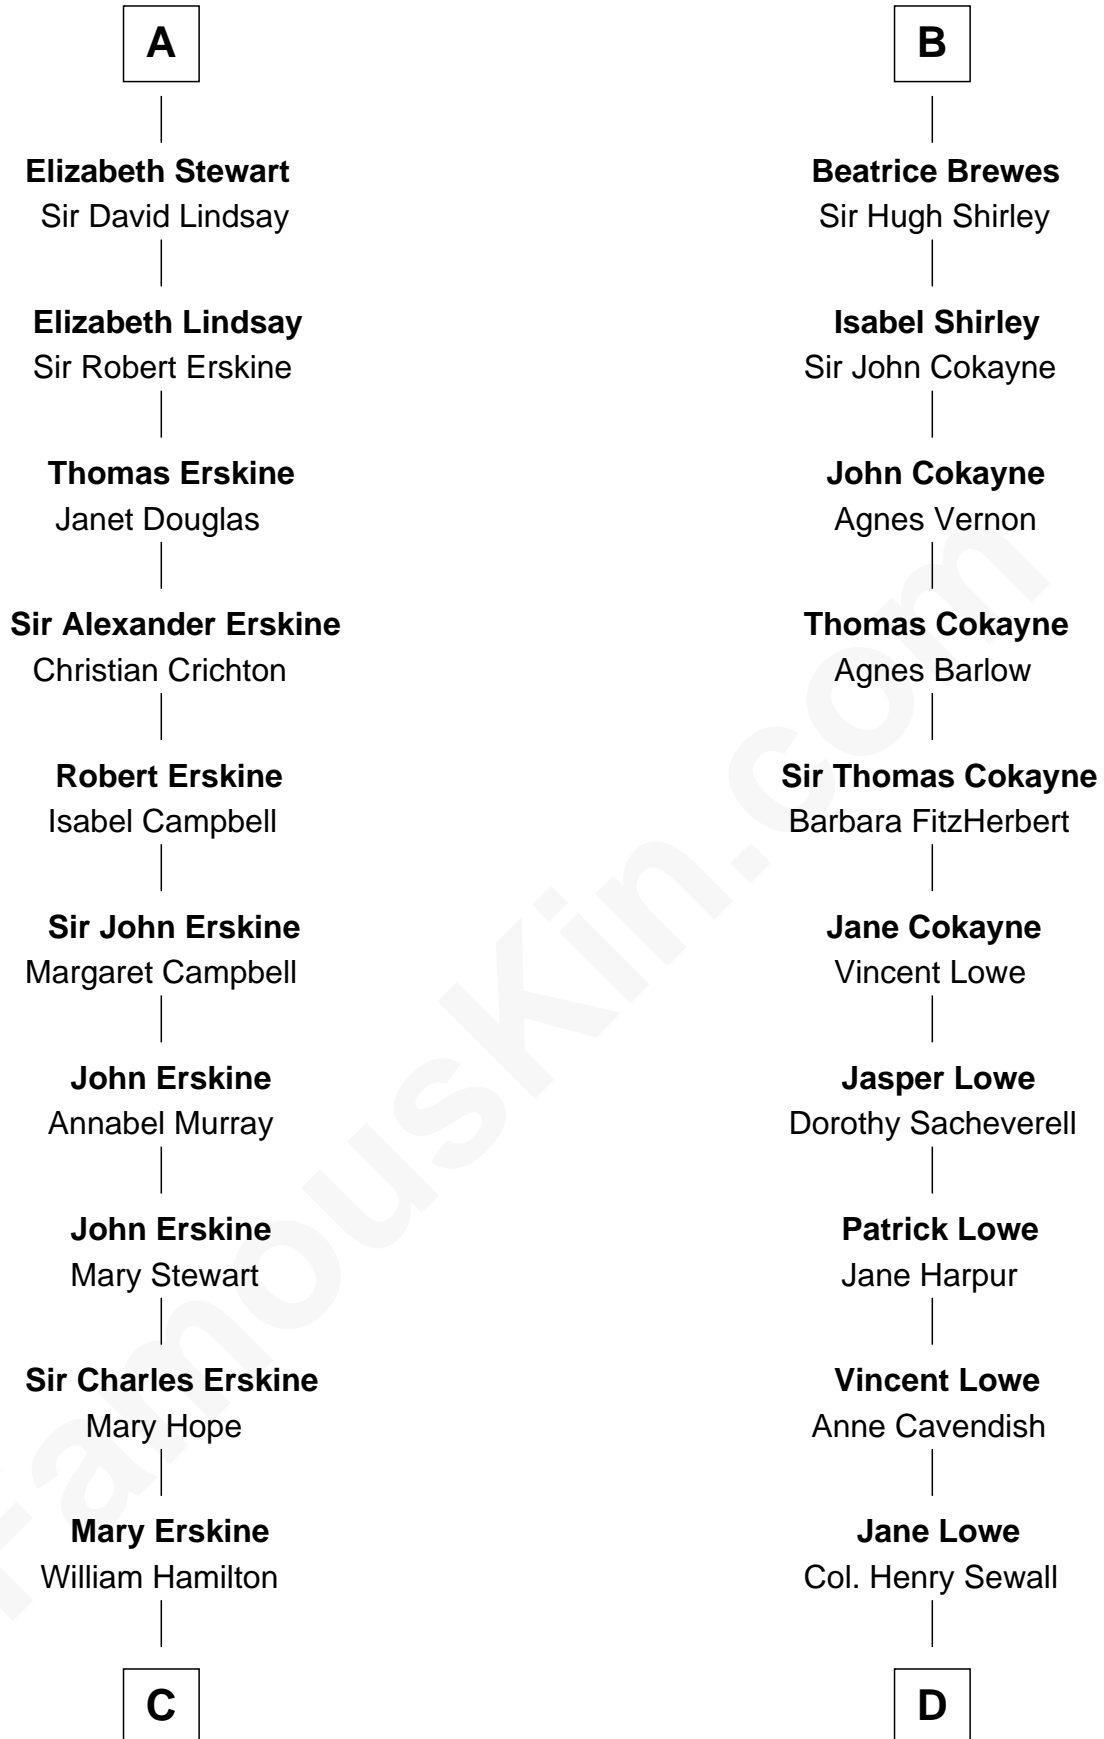 A
Elizabeth Stewart
Sir David Lindsay
Elizabeth Lindsay
Sir Robert Erskine
Thomas Erskine
Janet Douglas
Sir Alexander Erskine
Christian Crichton
Robert Erskine
Isabel Campbell
Sir John Erskine
Margaret Campbell
John Erskine
Annabel Murray
John Erskine
Mary Stewart
Sir Charles Erskine
Mary Hope
Mary Erskine
William Hamilton
C
B
Beatrice Brewes
Sir Hugh Shirley
Isabel Shirley
Sir John Cokayne
John Cokayne
Agnes Vernon
Thomas Cokayne
Agnes Barlow
Sir Thomas Cokayne
Barbara FitzHerbert
Jane Cokayne
Vincent Lowe
Jasper Lowe
Dorothy Sacheverell
Patrick Lowe
Jane Harpur
Vincent Lowe
Anne Cavendish
Jane Lowe
Col. Henry Sewall
D
FamousKin.com